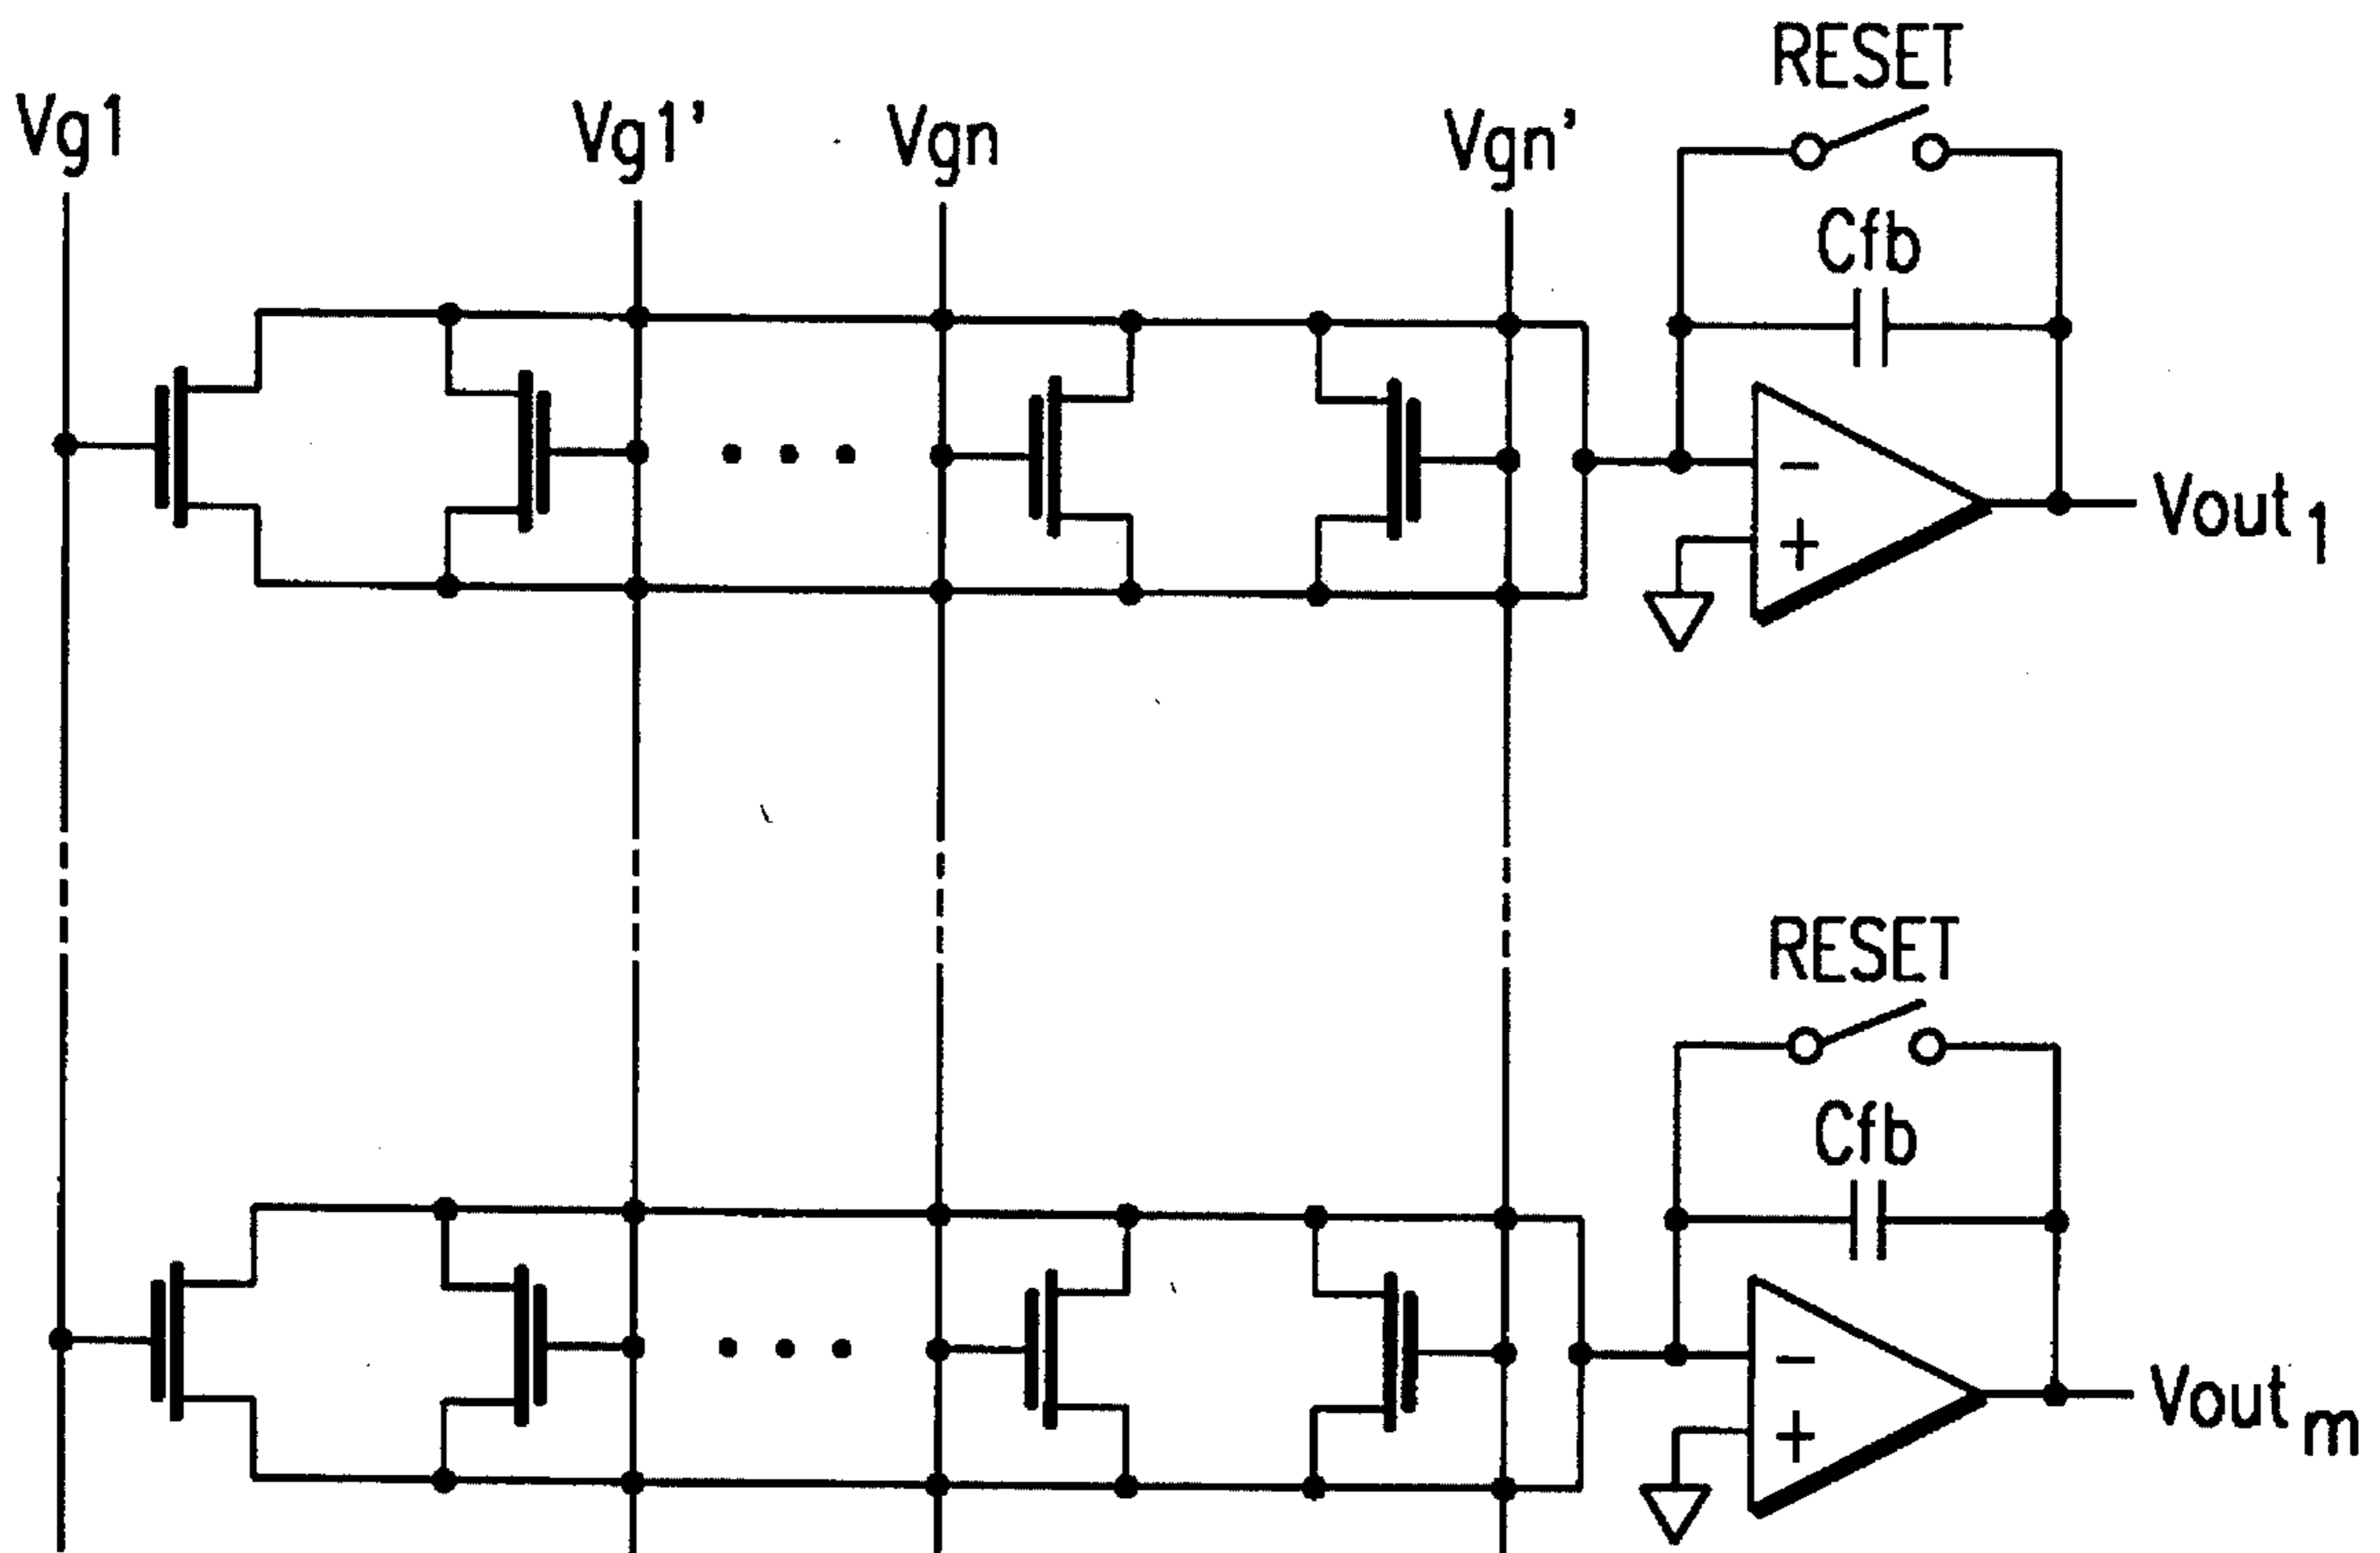 RESET
Vg1
Vg1'
Vgn
Vgn'
Cfb
−
+
Vout1
RESET
Cfb
−
+
Voutm